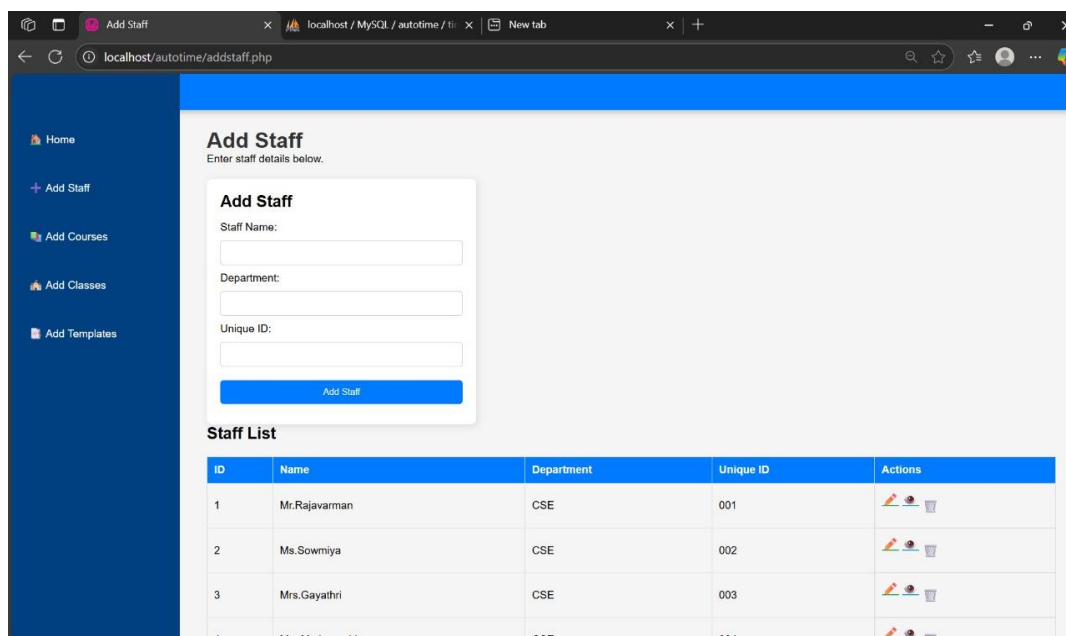 Add Staff
localhost / MySQL / autotime / ti
New tab
localhost/autotime/addstaff.php
Home
Add Staff
Add Courses
Add Classes
Add Templates
Add Staff
Enter staff details below.
Add Staff
Staff Name:
Department:
Unique ID:
Add Staff
Staff List
ID Name Department Unique ID Actions
1 Mr.Rajavarman CSE 001
2 Ms.Sowmiya CSE 002
3 Mrs.Gayathri CSE 003